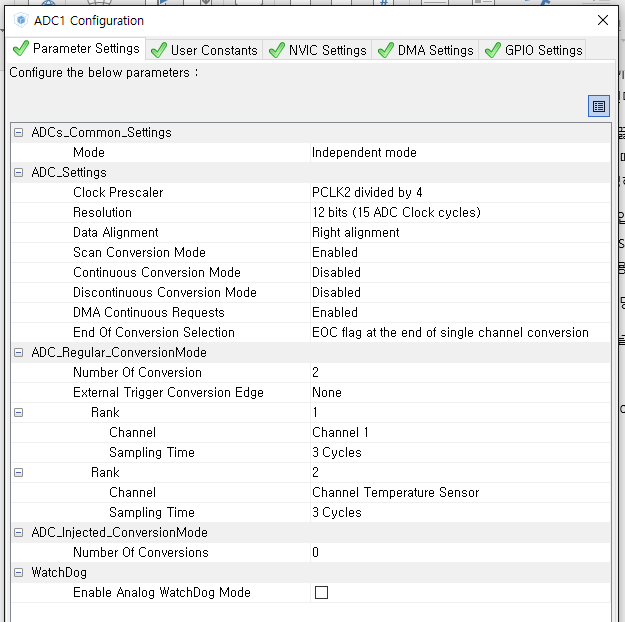 ADC1 Configuration
Parameter Settings User Constants NVIC Settings DMA Settings GPIO Settings
Configure the below parameters :
ADCs_Common_Settings
Mode Independent mode
ADC_Settings
Clock Prescaler PCLK2 divided by 4
Resolution 12 bits (15 ADC Clock cycles)
Data Alignment Right alignment
Scan Conversion Mode Enabled
Continuous Conversion Mode Disabled
Discontinuous Conversion Mode Disabled
DMA Continuous Requests Enabled
End Of Conversion Selection EOC flag at the end of single channel conversion
ADC_Regular_ConversionMode
Number Of Conversion 2
External Trigger Conversion Edge None
Rank 1
Channel Channel 1
Sampling Time 3 Cycles
Rank 2
Channel Channel Temperature Sensor
Sampling Time 3 Cycles
ADC_Injected_ConversionMode
Number Of Conversions 0
WatchDog
Enable Analog WatchDog Mode